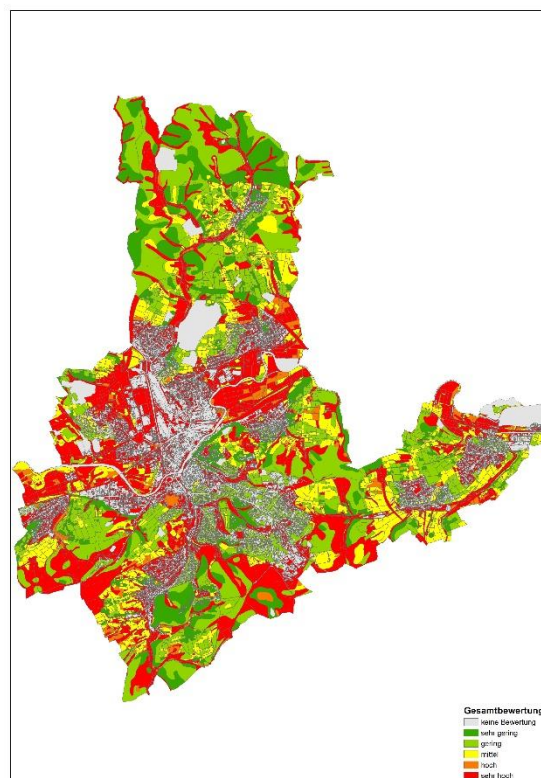 Gesamtbewertung
keine Bewertung
sehr gering
gering
mittel
hoch
sehr hoch